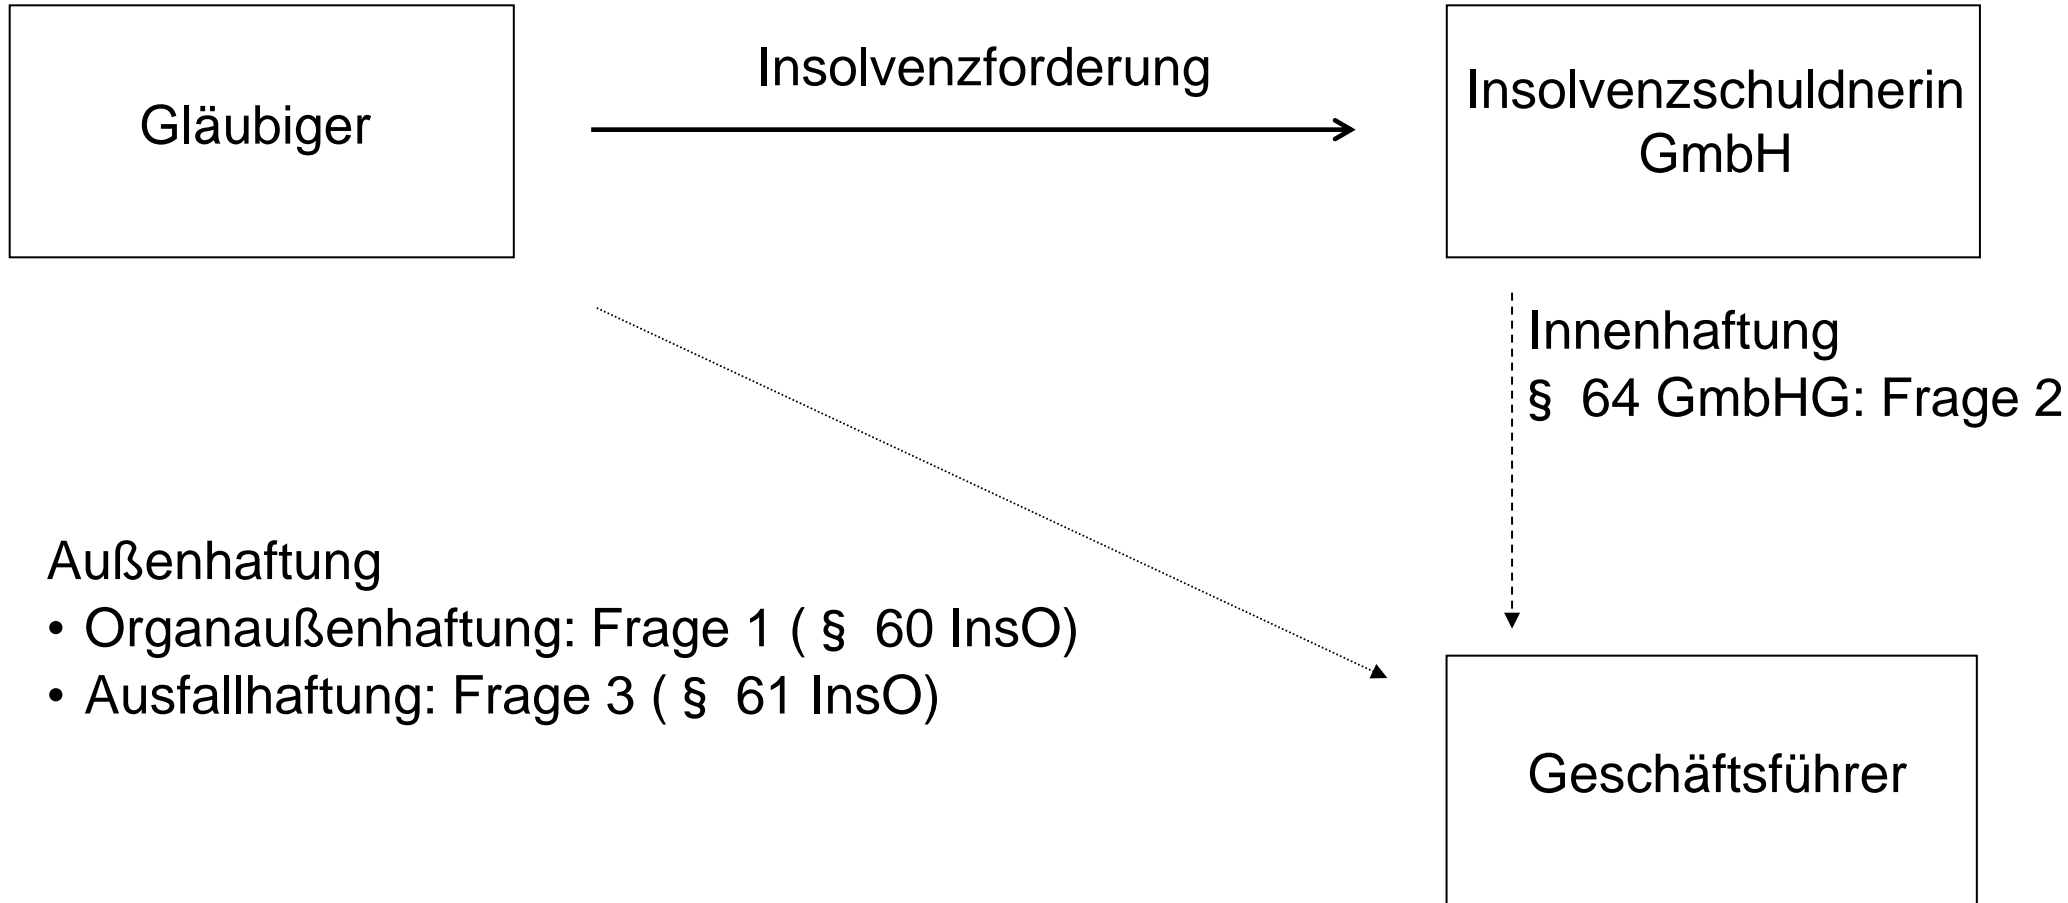 Gläubiger
Insolvenzforderung
Insolvenzschuldnerin
GmbH
Innenhaftung
§ 64 GmbHG: Frage 2
Außenhaftung
• Organaußenhaftung: Frage 1 ( § 60 InsO)
• Ausfallhaftung: Frage 3 ( § 61 InsO)
Geschäftsführer